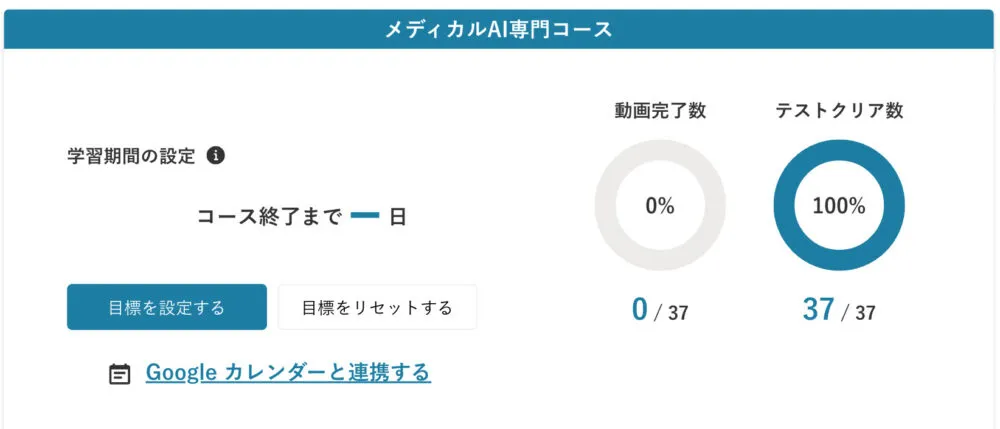 メディカルAI専門コース
動画完了数
テストクリア数
学習期間の設定
0%
100%
コース終了まで ー 日
目標を設定する
目標をリセットする
0 / 37
37 / 37
Google カレンダーと連携する